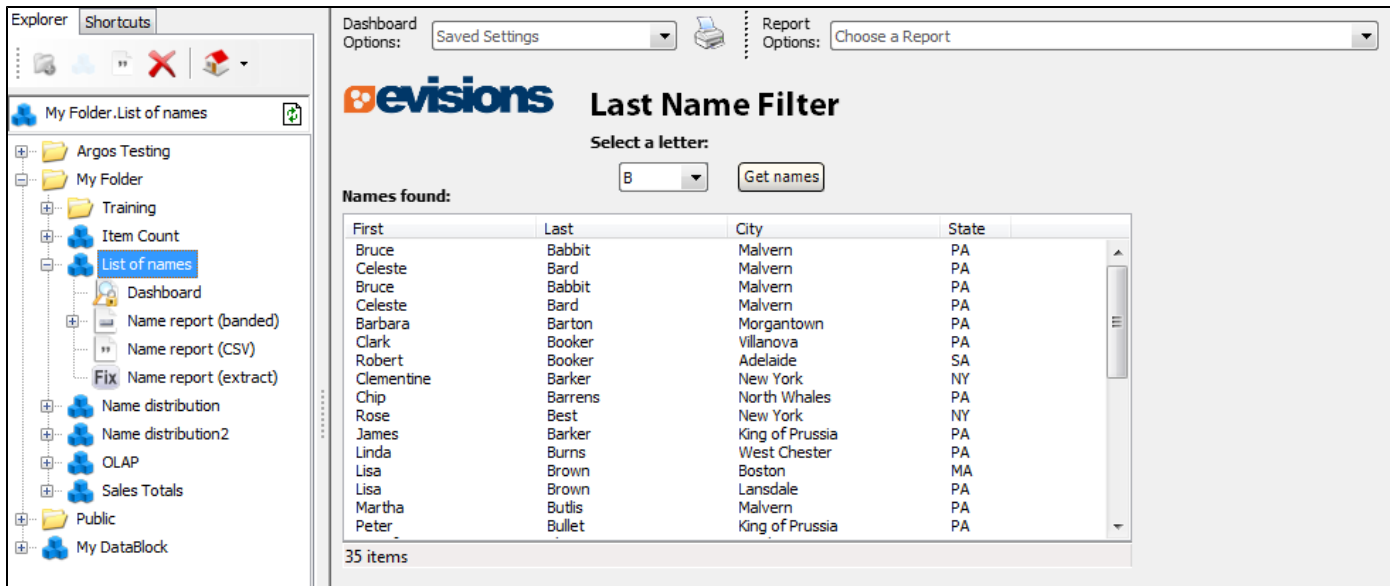 Explorer Shortcuts
My Folder.List of names
Argos Testing
My Folder
Training
Item Count
List of names
Dashboard
Name report (banded)
Name report (CSV)
Fix Name report (extract)
Name distribution
Name distribution2
OLAP
Sales Totals
Public
My DataBlock
Dashboard Options: Saved Settings
Report Options: Choose a Report
evisions
Last Name Filter
Select a letter:
B Get names
Names found:
First Last City State
Bruce Babbit Malvern PA
Celeste Bard Malvern PA
Bruce Babbit Malvern PA
Celeste Bard Malvern PA
Barbara Barton Morgantown PA
Clark Booker Villanova PA
Robert Booker Adelaide SA
Clementine Barker New York NY
Chip Barrens North Whales PA
Rose Best New York NY
James Barker King of Prussia PA
Linda Burns West Chester PA
Lisa Brown Boston MA
Lisa Brown Lansdale PA
Martha Butlis Malvern PA
Peter Bullet King of Prussia PA
35 items